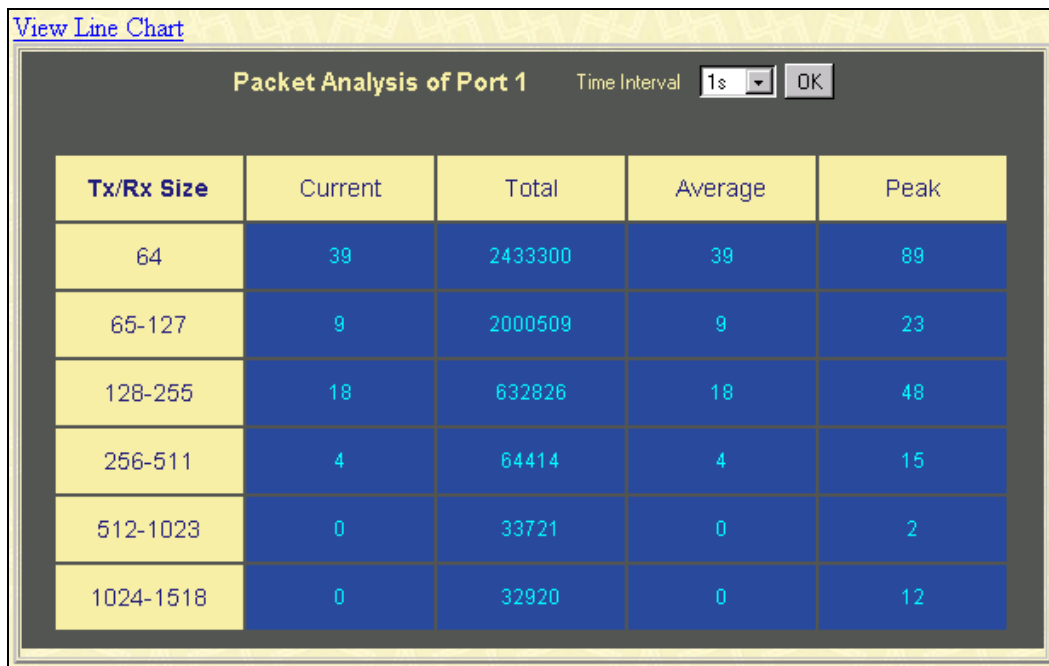 View Line Chart
Packet Analysis of Port 1 Time Interval 1s OK
Tx/Rx Size Current Total Average Peak
64 39 2433300 39 89
65-127 9 2000509 9 23
128-255 18 632826 18 48
256-511 4 64414 4 15
512-1023 0 33721 0 2
1024-1518 0 32920 0 12